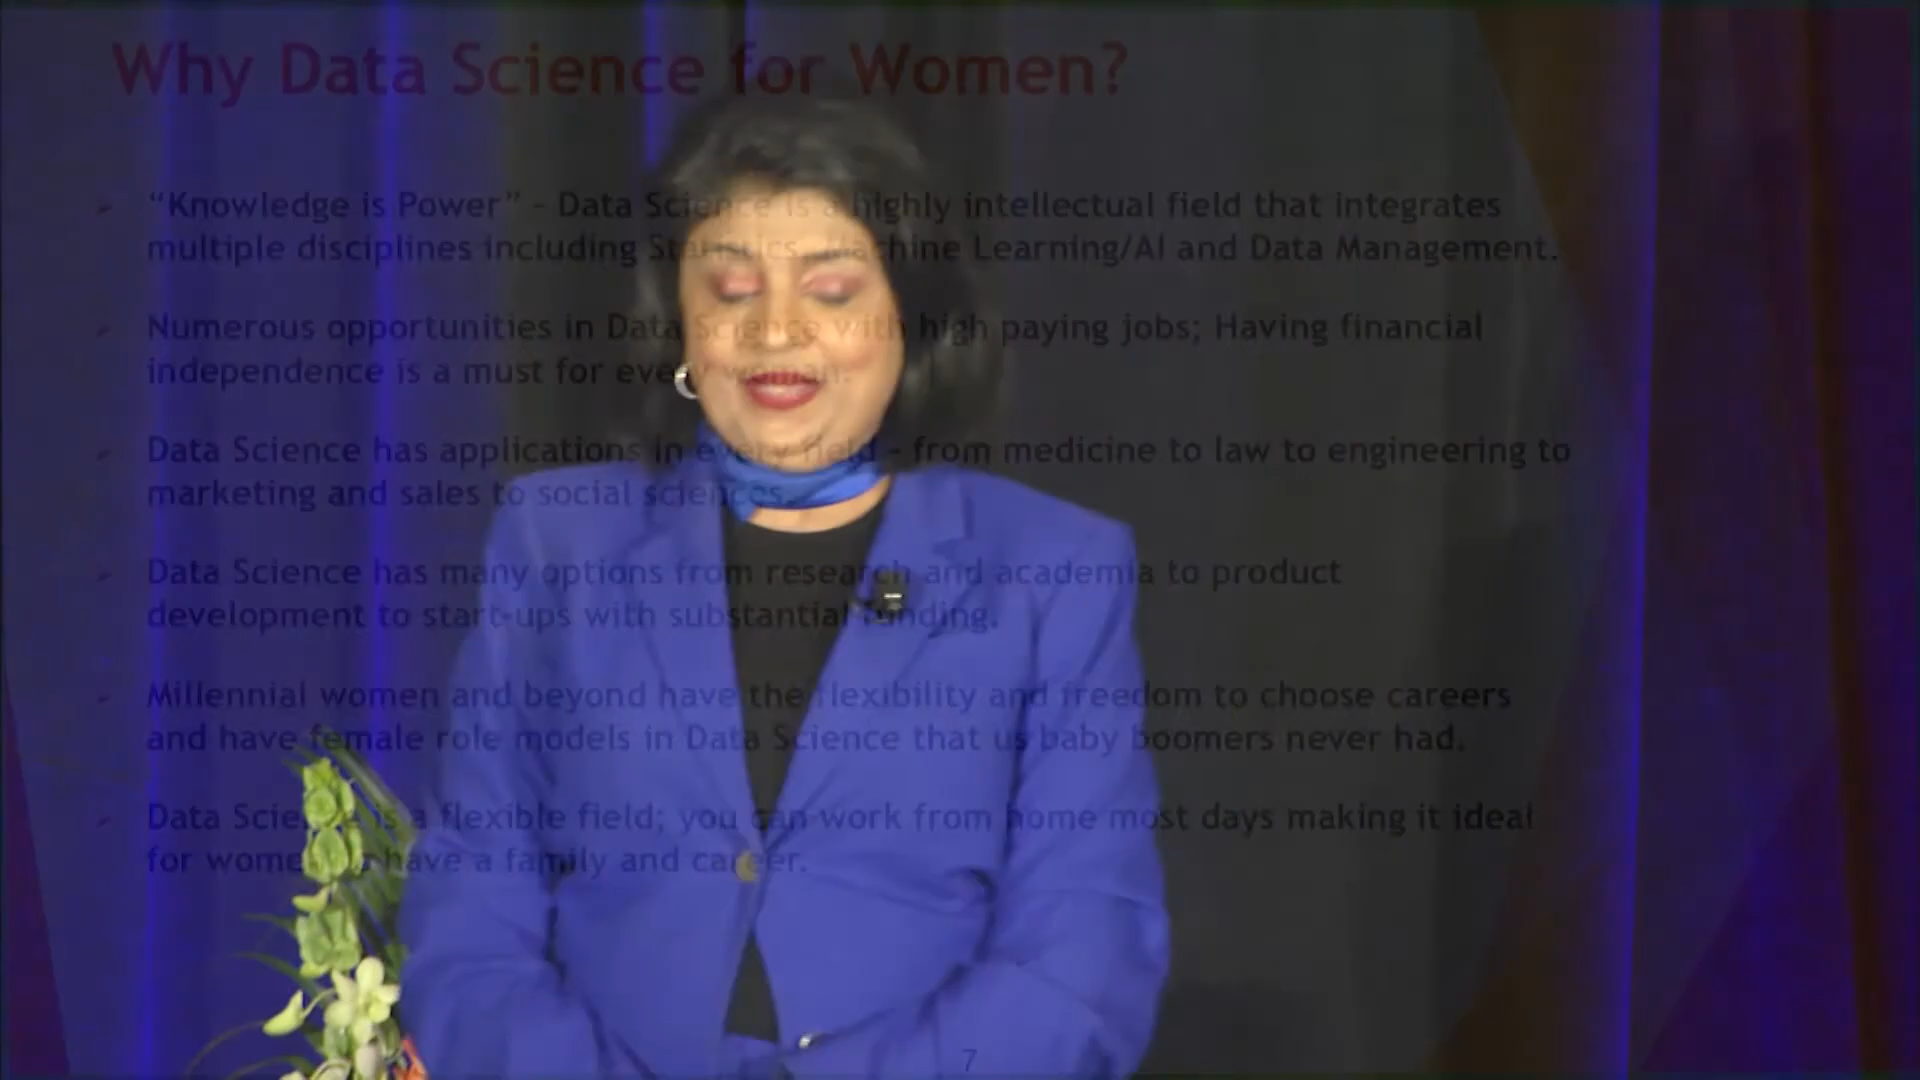 Why Data Science for Women?
“Knowledge is Power” - Data Science is a highly intellectual field that integrates
multiple disciplines including Statistics, Machine Learning/AI and Data Management.
Numerous opportunities in Data Science with high paying jobs; Having financial
independence is a must for every woman.
Data Science has applications in every field - from medicine to law to engineering to
marketing and sales to social sciences.
Data Science has many options from research and academia to product
development to start-ups with substantial funding.
Millennial women and beyond have the flexibility and freedom to choose careers
and have female role models in Data Science that us baby boomers never had.
Data Science is a flexible field; you can work from home most days making it ideal
for women to have a family and career.
7